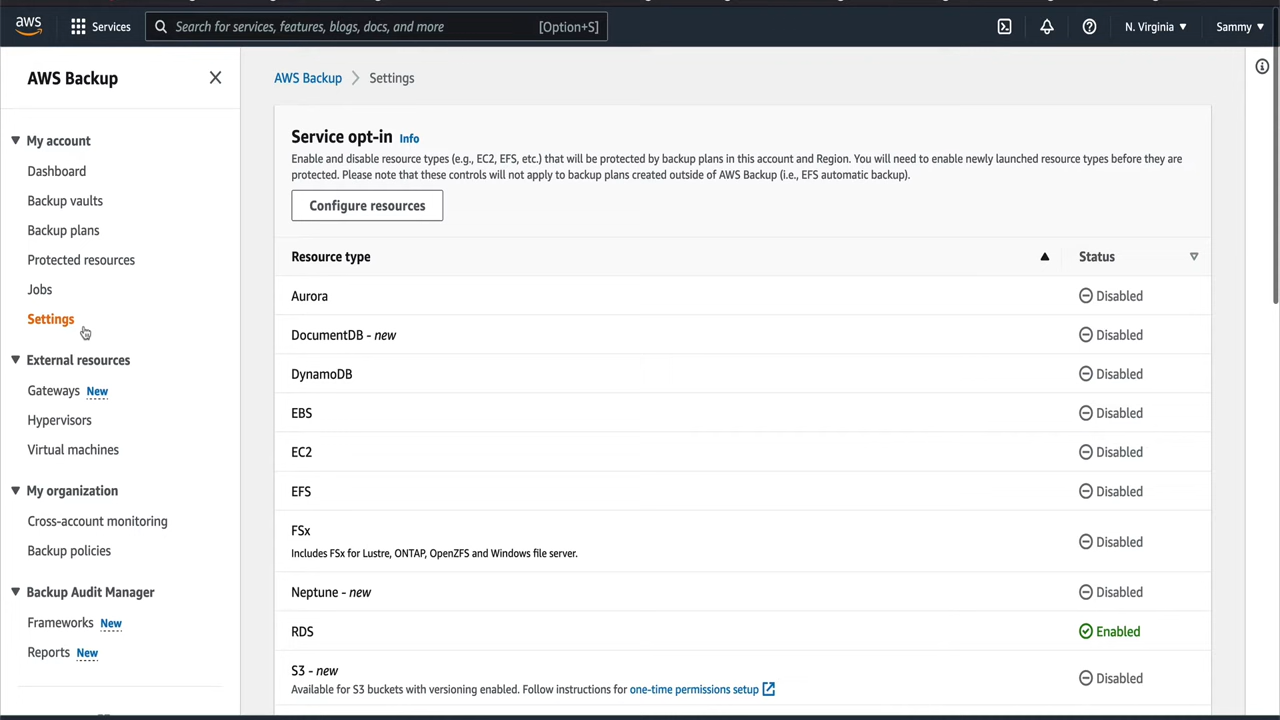 aws
Services
Search for services, features, blogs, docs, and more
[Option+S]
N. Virginia
Sammy
AWS Backup
My account
Dashboard
Backup vaults
Backup plans
Protected resources
Jobs
Settings
External resources
Gateways New
Hypervisors
Virtual machines
My organization
Cross-account monitoring
Backup policies
Backup Audit Manager
Frameworks New
Reports New
AWS Backup
Settings
Service opt-in Info
Enable and disable resource types (e.g., EC2, EFS, etc.) that will be protected by backup plans in this account and Region. You will need to enable newly launched resource types before they are
protected. Please note that these controls will not apply to backup plans created outside of AWS Backup (i.e., EFS automatic backup).
Configure resources
Resource type Status
Aurora Disabled
DocumentDB - new Disabled
DynamoDB Disabled
EBS Disabled
EC2 Disabled
EFS Disabled
FSx
Includes FSx for Lustre, ONTAP, OpenZFS and Windows file server.
Disabled
Neptune - new Disabled
RDS Enabled
S3 - new
Available for S3 buckets with versioning enabled. Follow instructions for one-time permissions setup
Disabled